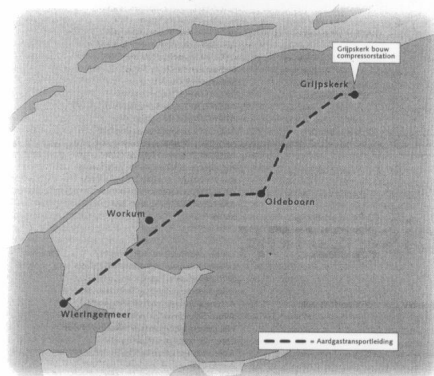 Grijpskerk bouw
compressorstation
Grijpskerk
Oldeboorn
Workum
Wieringermeer
= Aardgastransportleiding